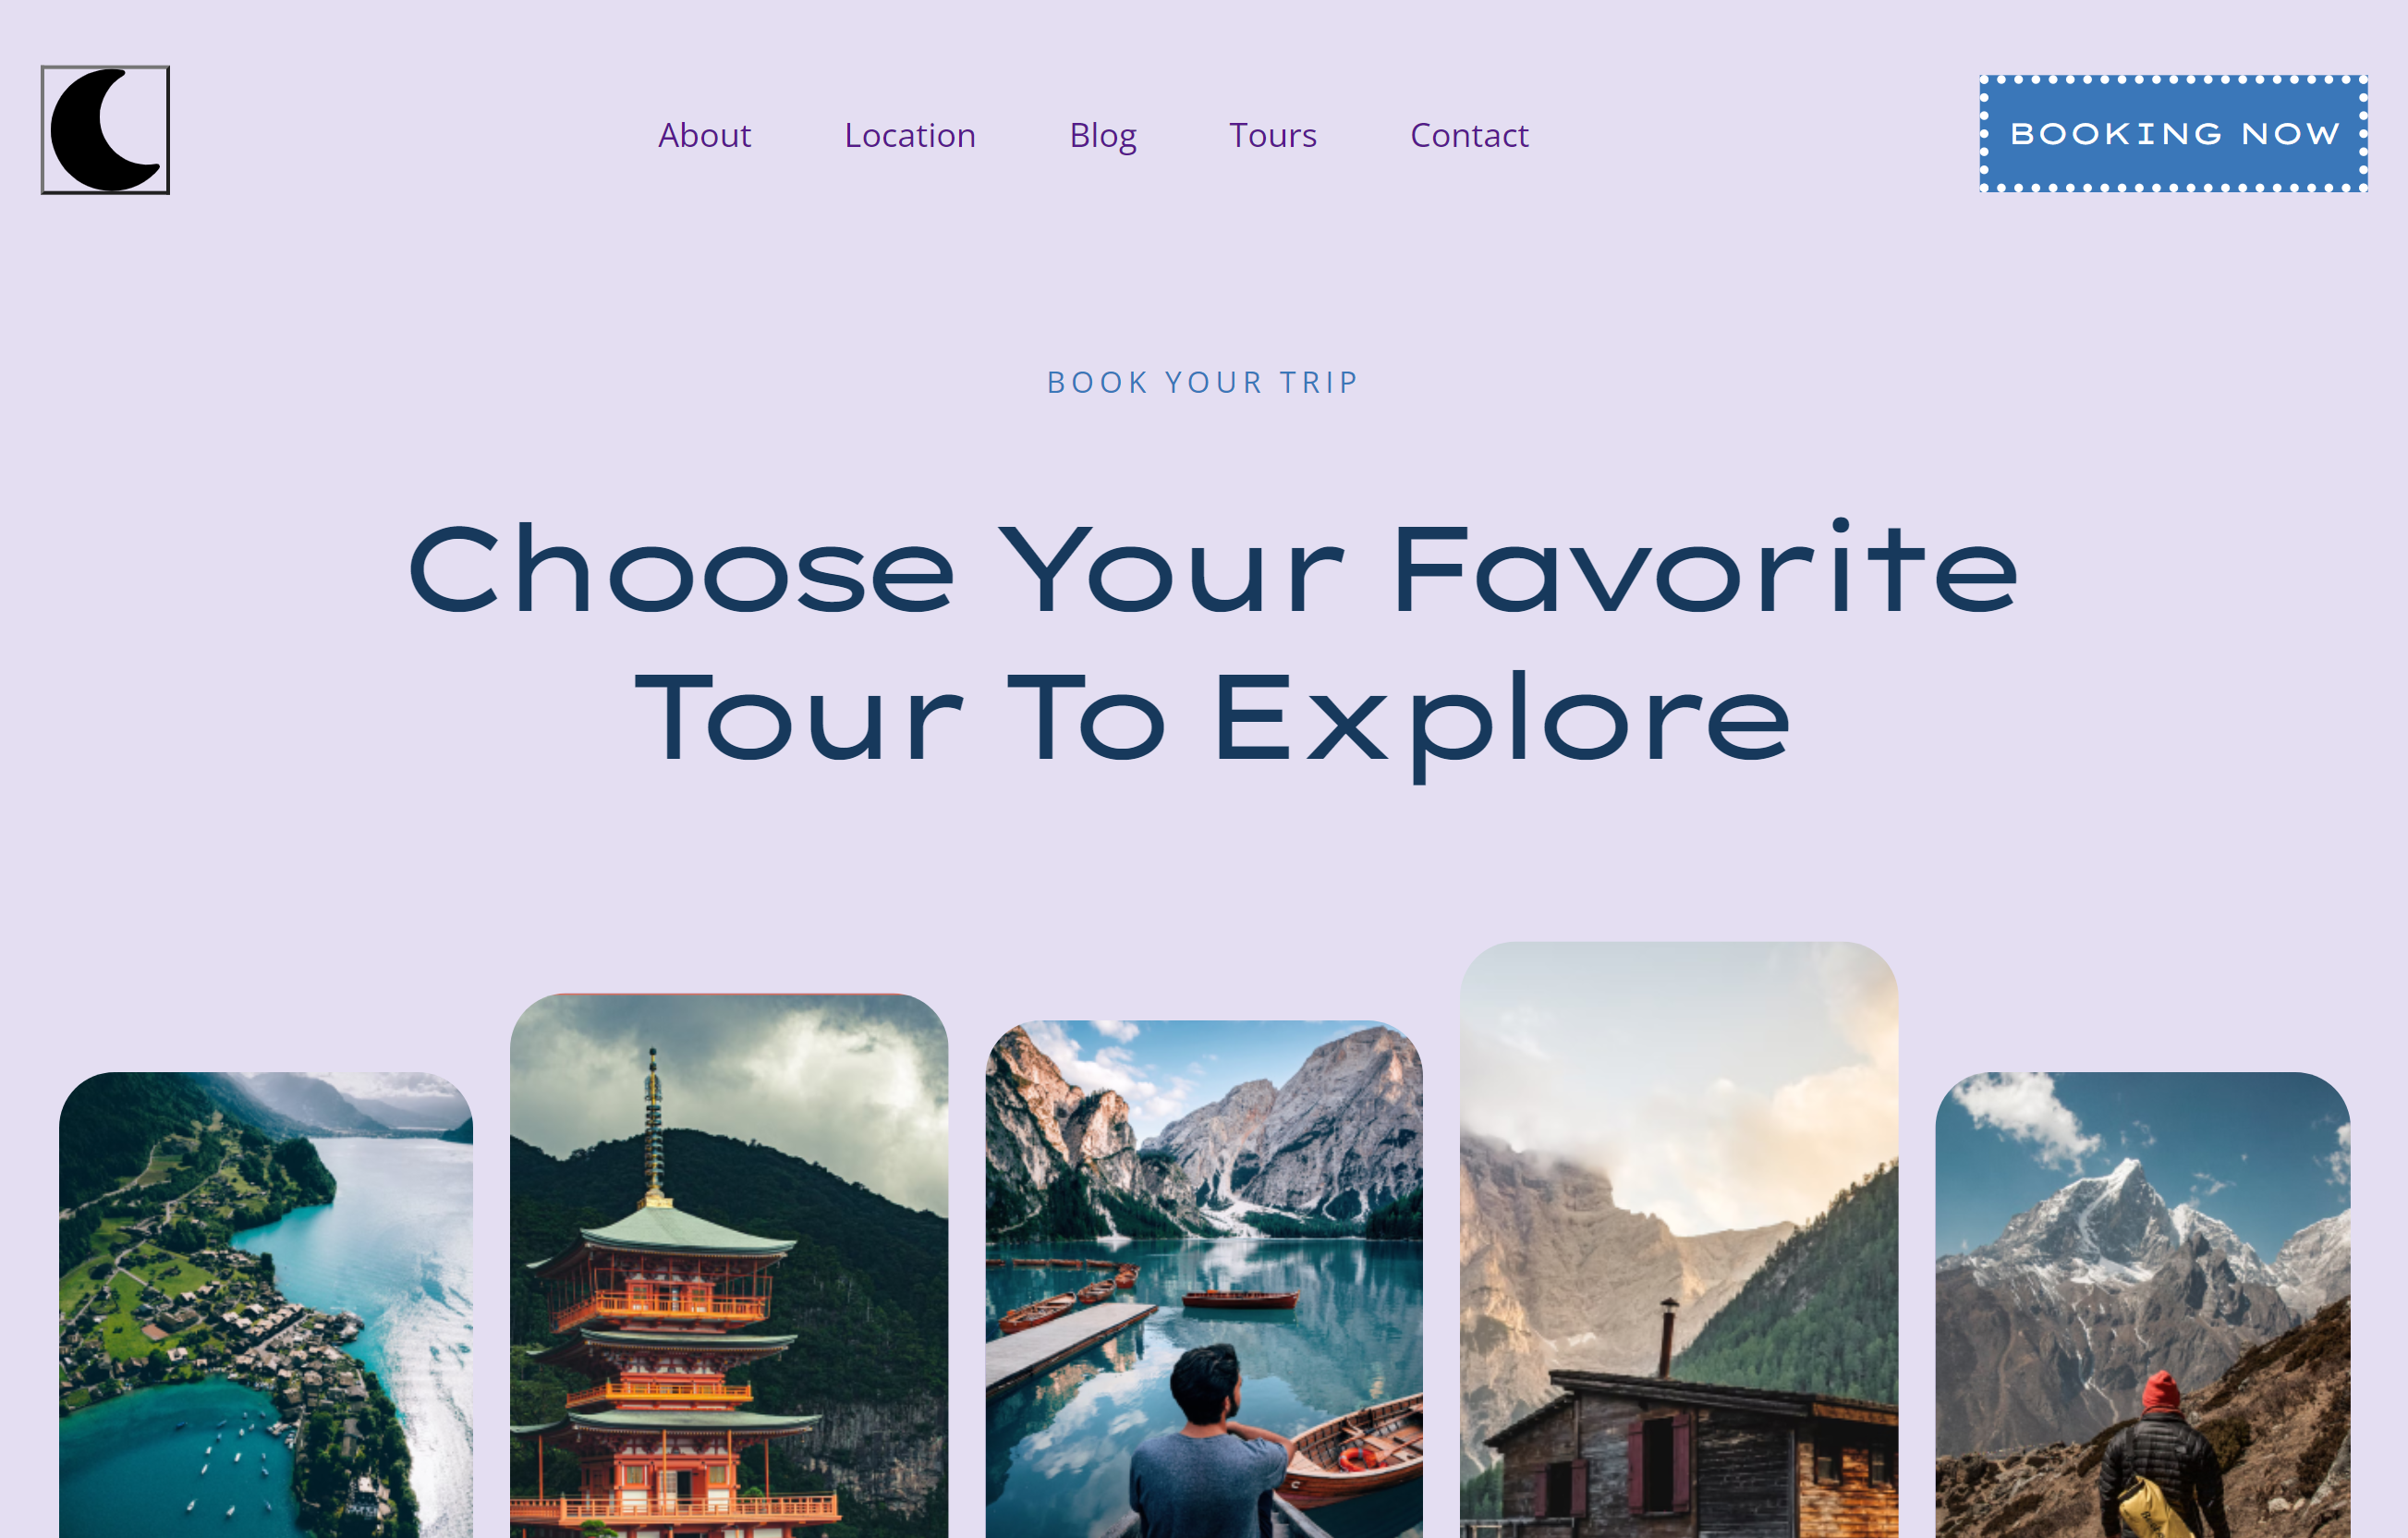 About
Location
Blog
Tours
Contact
BOOKING NOW
BOOK YOUR TRIP
Choose Your Favorite
Tour To Explore